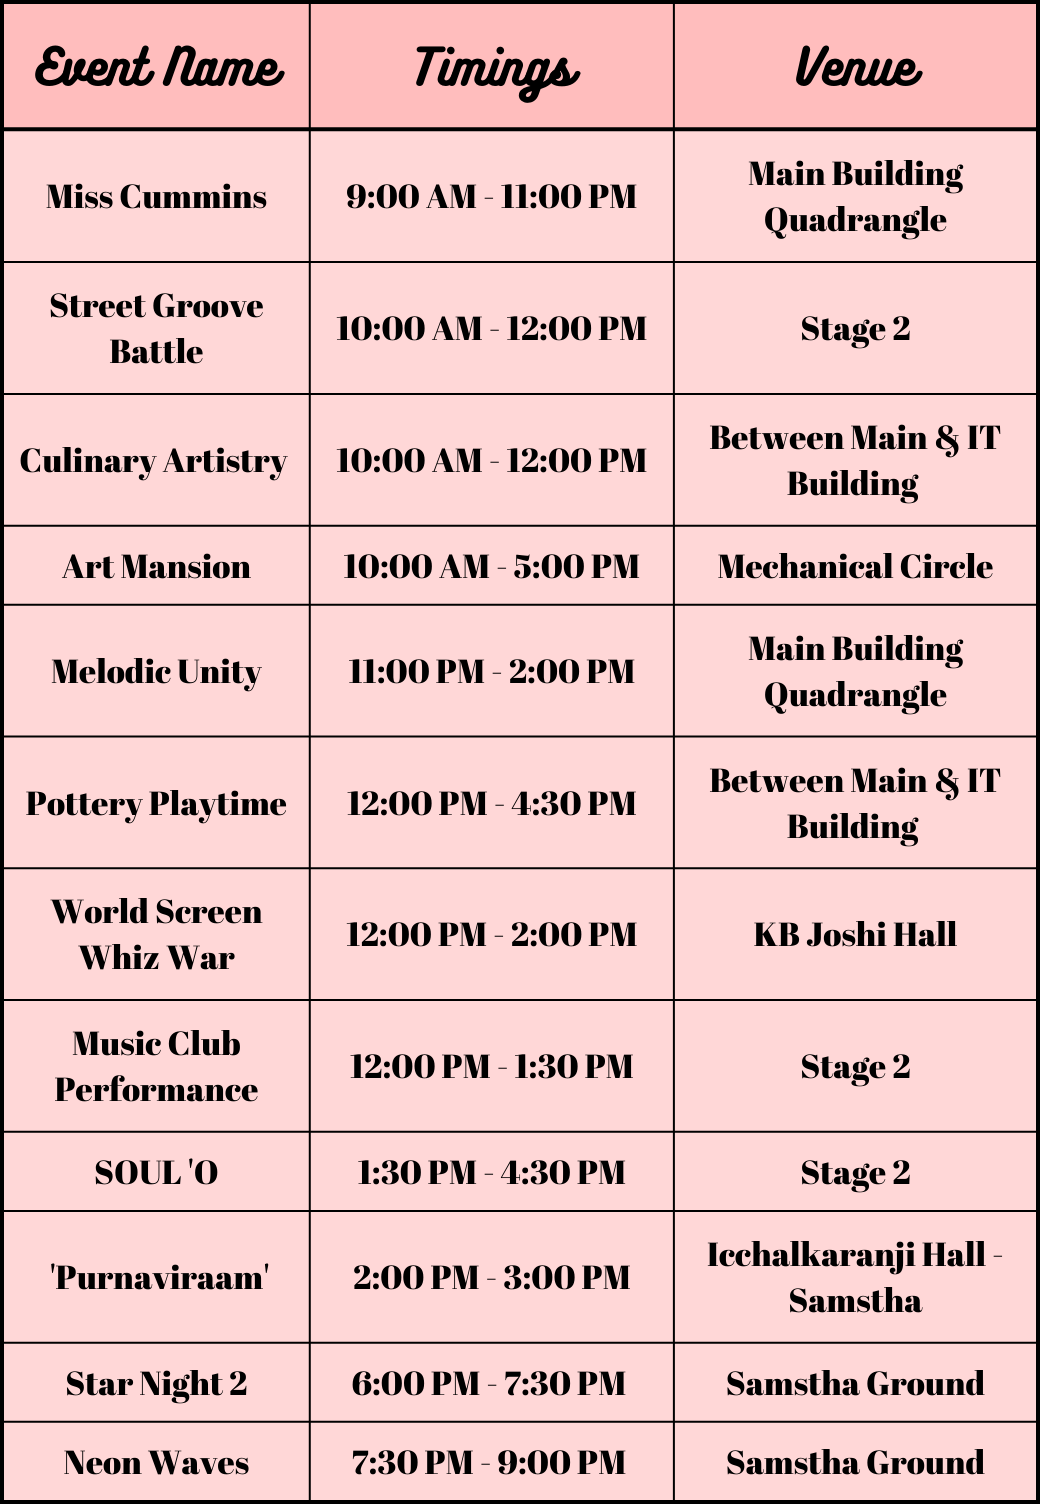 Event Name Timings Venue
Miss Cummins 9:00 AM - 11:00 PM Main Building
Quadrangle
Street Groove
Battle 10:00 AM - 12:00 PM Stage 2
Culinary Artistry 10:00 AM - 12:00 PM Between Main & IT
Building
Art Mansion 10:00 AM - 5:00 PM Mechanical Circle
Melodic Unity 11:00 PM - 2:00 PM Main Building
Quadrangle
Pottery Playtime 12:00 PM - 4:30 PM Between Main & IT
Building
World Screen
Whiz War 12:00 PM - 2:00 PM KB Joshi Hall
Music Club
Performance 12:00 PM - 1:30 PM Stage 2
SOUL 'O 1:30 PM - 4:30 PM Stage 2
'Purnaviraam' 2:00 PM - 3:00 PM Icchalkaranji Hall -
Samstha
Star Night 2 6:00 PM - 7:30 PM Samstha Ground
Neon Waves 7:30 PM - 9:00 PM Samstha Ground